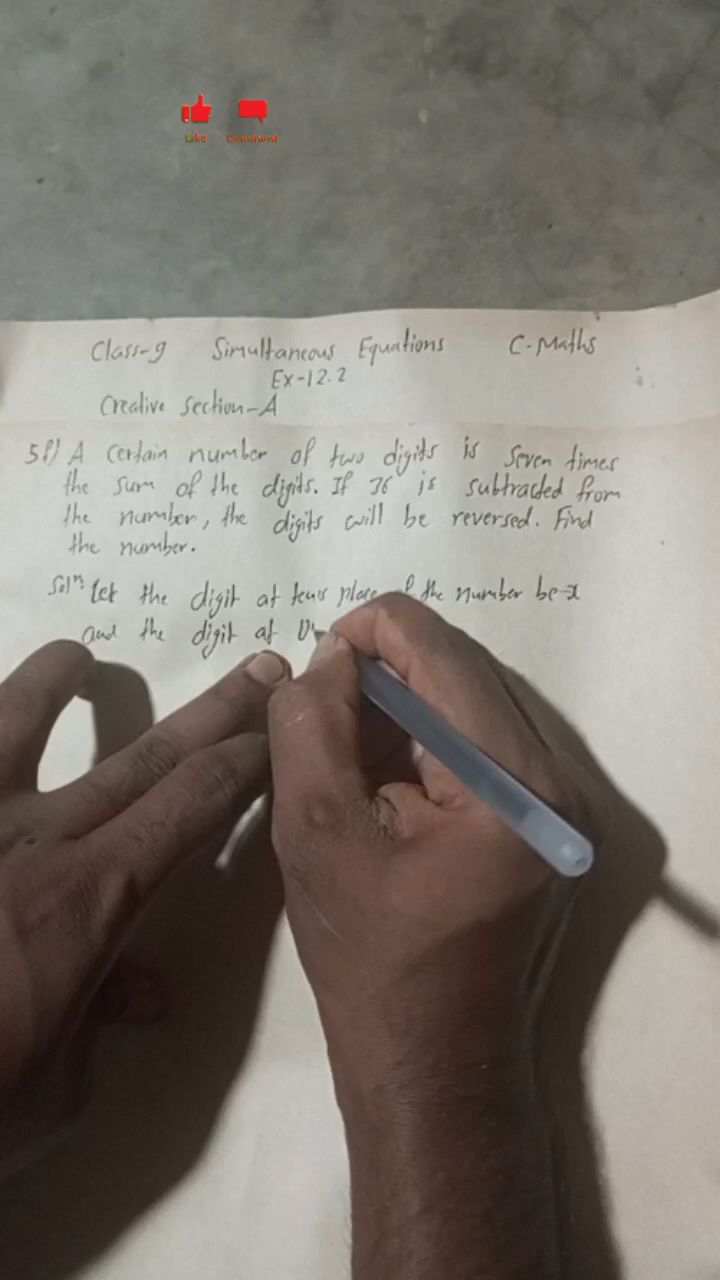 Like Comment
Class-9 Simultaneous Equations C-Maths
Ex-12.2
Creative Section-A
5f) A certain number of two digits is seven times
the sum of the digits. If 36 is subtracted from
the number, the digits will be reversed. Find
the number.
Solⁿ: Let the digit at ten's place of the number be x
and the digit at